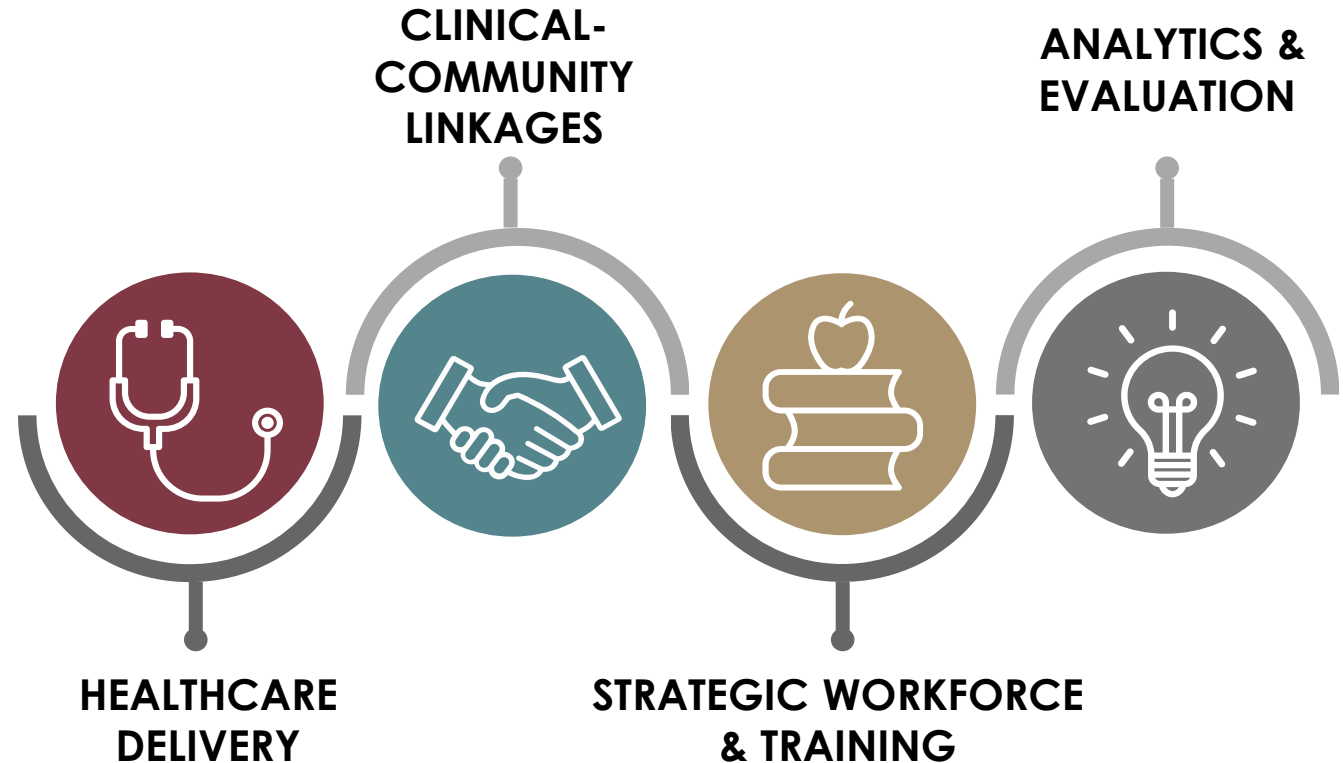 CLINICAL-
COMMUNITY
LINKAGES
ANALYTICS &
EVALUATION
HEALTHCARE
DELIVERY
STRATEGIC WORKFORCE
& TRAINING